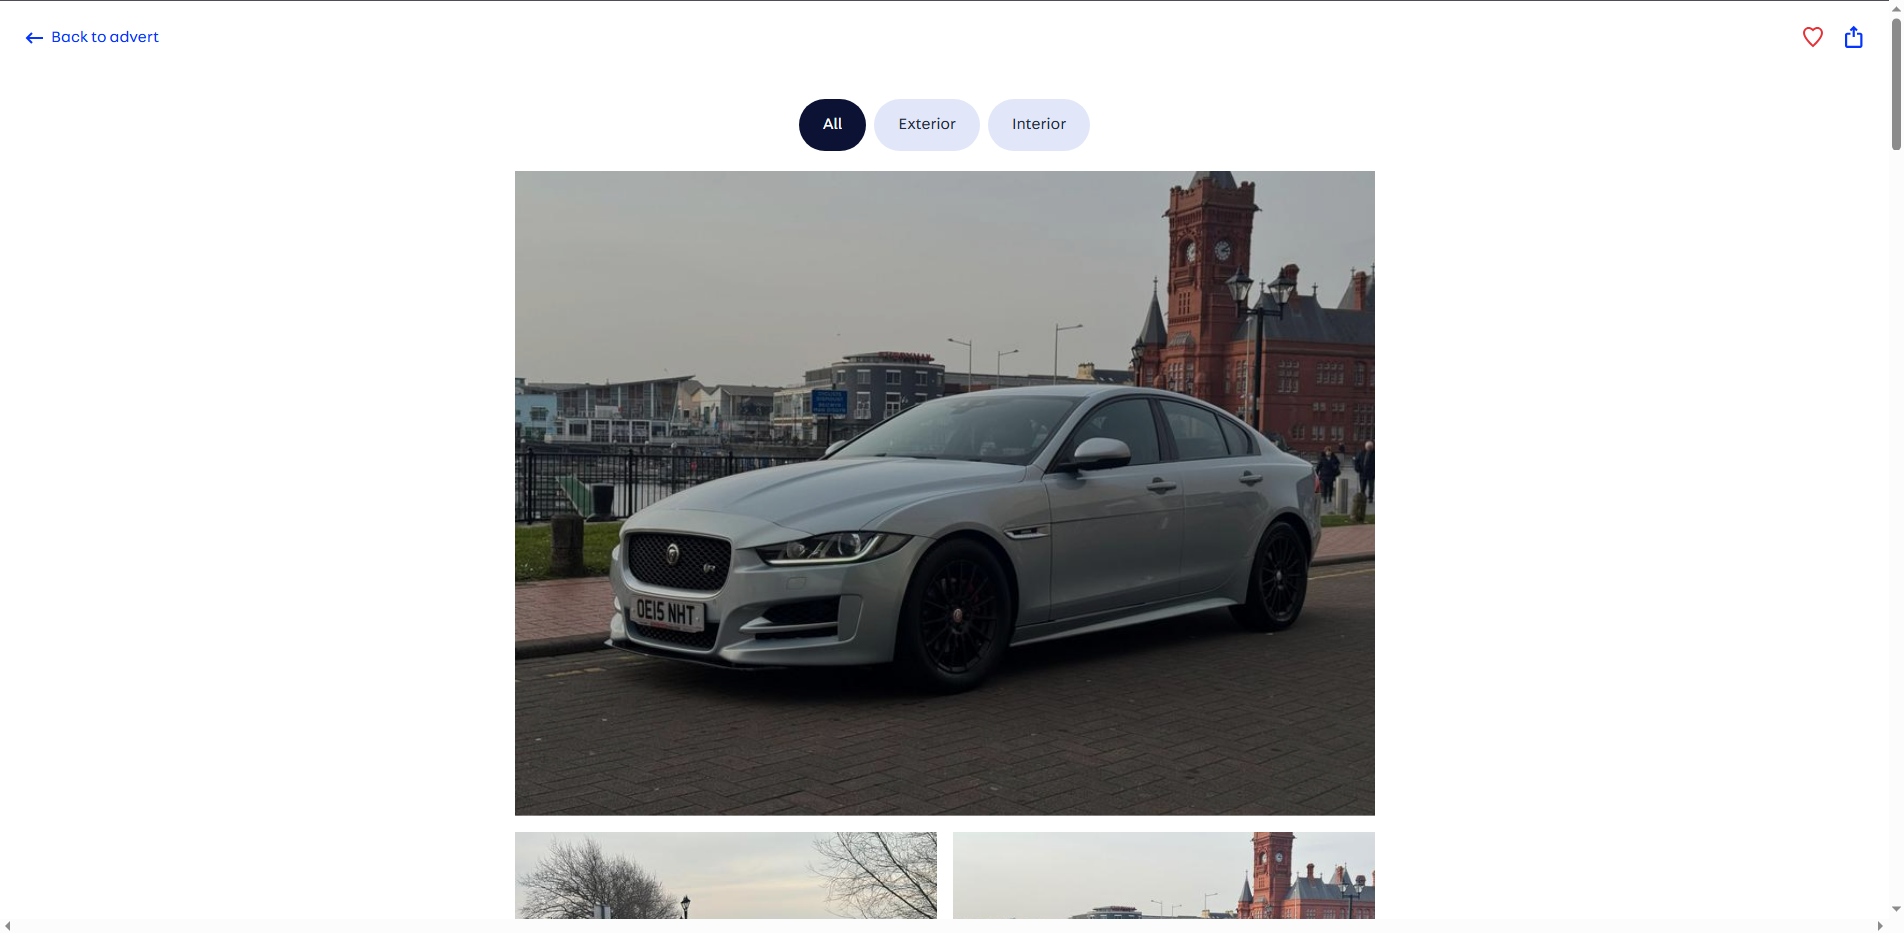 Back to advert
All
Exterior
Interior
OE15 NHT